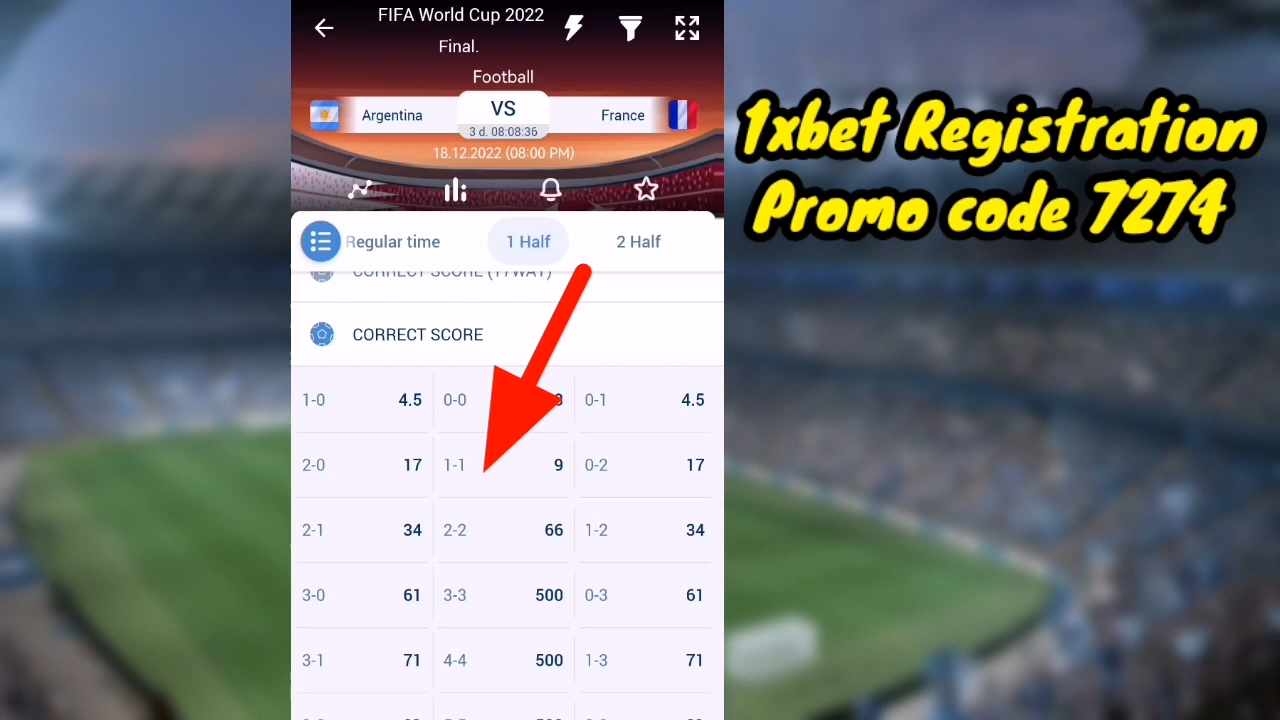 FIFA World Cup 2022
Final.
Football
Argentina VS France
3 d. 08:08:36
18.12.2022 (08:00 PM)
Regular time 1 Half 2 Half
CORRECT SCORE (17WAY)
CORRECT SCORE
1-0 4.5 0-0 0-1 4.5
2-0 17 1-1 9 0-2 17
2-1 34 2-2 66 1-2 34
3-0 61 3-3 500 0-3 61
3-1 71 4-4 500 1-3 71
1xbet Registration
Promo code 7274